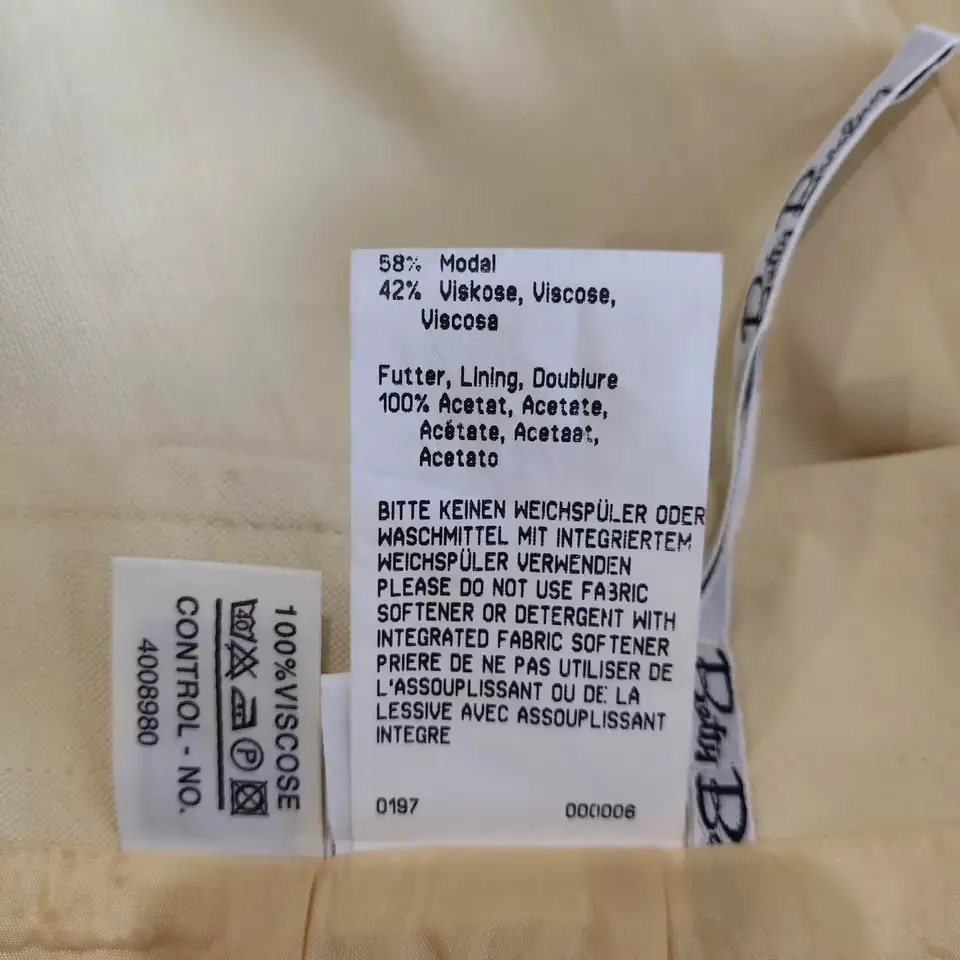 58% Modal
42% Viskose, Viscose,
Viscosa
Futter, Lining, Doublure
100% Acetat, Acetate,
Acétate, Acetaat,
Acetato
BITTE KEINEN WEICHSPÜLER ODER
WASCHMITTEL MIT INTEGRIERTEM
WEICHSPÜLER VERWENDEN
PLEASE DO NOT USE FABRIC
SOFTENER OR DETERGENT WITH
INTEGRATED FABRIC SOFTENER
PRIERE DE NE PAS UTILISER DE
L'ASSOUPLISSANT OU DE LA
LESSIVE AVEC ASSOUPLISSANT
INTEGRE
0197 000006
100%VISCOSE
40 P
CONTROL - NO.
4008980
Betty
Betty B